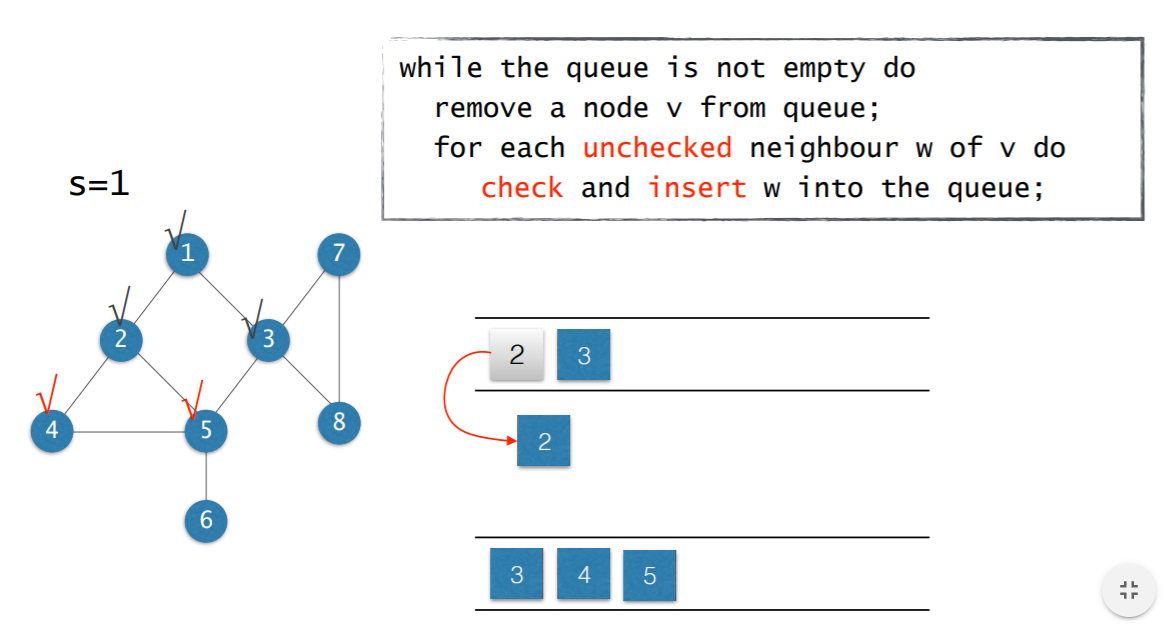 while the queue is not empty do
remove a node v from queue;
for each unchecked neighbour w of v do
check and insert w into the queue;
s=1
√
1
7
√
2
√
3
√
4
√
5
8
6
2 3
2
3 4 5